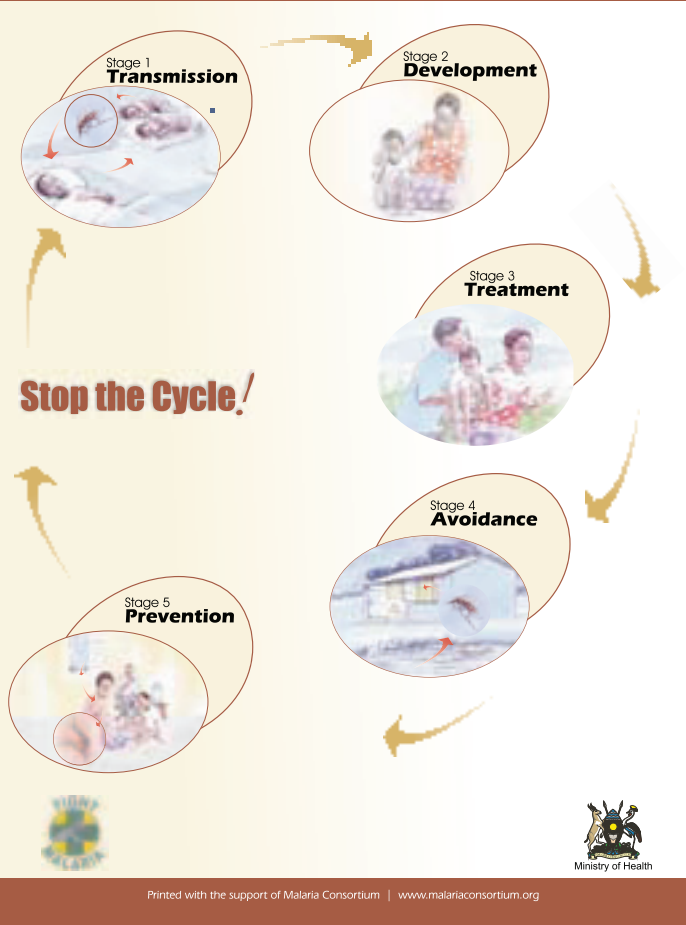 Stage 1
Transmission
Stage 2
Development
Stage 3
Treatment
Stop the Cycle!
Stage 4
Avoidance
Stage 5
Prevention
FIGHT
MALARIA
Ministry of Health
Printed with the support of Malaria Consortium | www.malariaconsortium.org